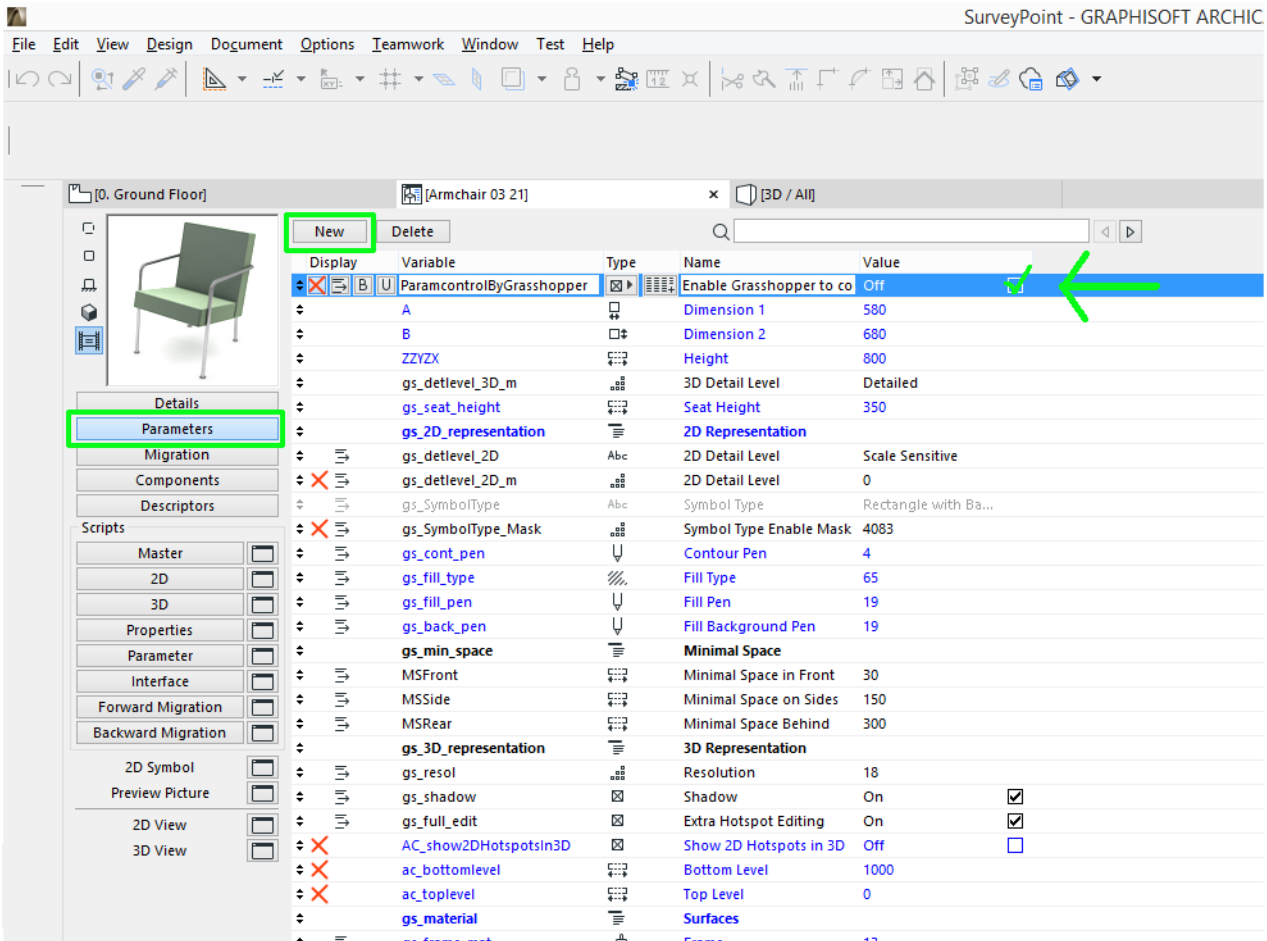 SurveyPoint - GRAPHISOFT ARCHIC
File Edit View Design Document Options Teamwork Window Test Help
[0. Ground Floor] [Armchair 03 21] [3D / All]
New Delete
Display Variable Type Name Value
B U ParamcontrolByGrasshopper Enable Grasshopper to co Off
A Dimension 1 580
B Dimension 2 680
ZZYZX Height 800
gs_detlevel_3D_m 3D Detail Level Detailed
Details
gs_seat_height Seat Height 350
Parameters
gs_2D_representation 2D Representation
Migration
gs_detlevel_2D Abc 2D Detail Level Scale Sensitive
Components
gs_detlevel_2D_m 2D Detail Level 0
Descriptors
gs_SymbolType Abc Symbol Type Rectangle with Ba...
Scripts
gs_SymbolType_Mask Symbol Type Enable Mask 4083
Master
gs_cont_pen Contour Pen 4
2D
gs_fill_type Fill Type 65
3D
gs_fill_pen Fill Pen 19
Properties
gs_back_pen Fill Background Pen 19
Parameter
gs_min_space Minimal Space
Interface
MSFront Minimal Space in Front 30
Forward Migration
MSSide Minimal Space on Sides 150
Backward Migration
MSRear Minimal Space Behind 300
gs_3D_representation 3D Representation
2D Symbol
gs_resol Resolution 18
Preview Picture
gs_shadow Shadow On
2D View
gs_full_edit Extra Hotspot Editing On
3D View
AC_show2DHotspotsIn3D Show 2D Hotspots in 3D Off
ac_bottomlevel Bottom Level 1000
ac_toplevel Top Level 0
gs_material Surfaces